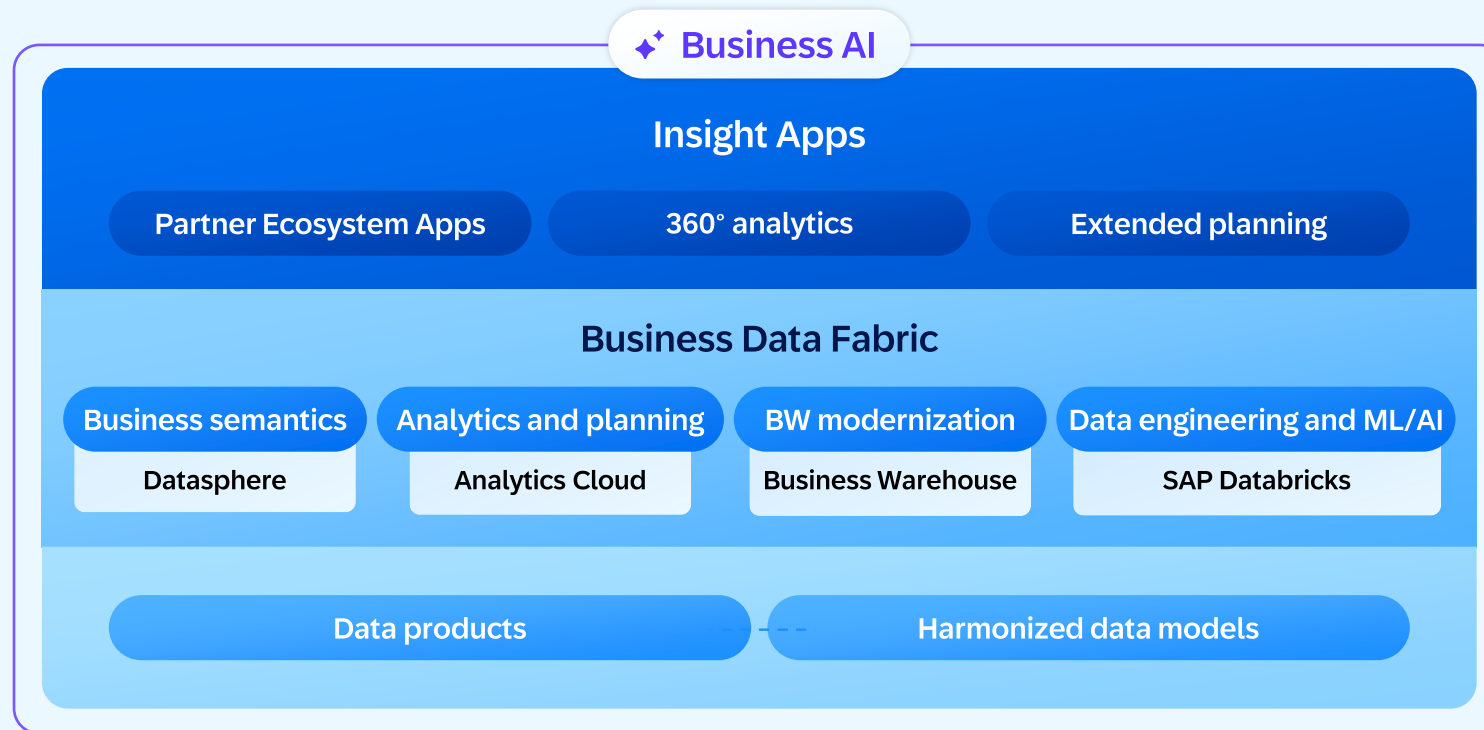 Business AI
Insight Apps
Partner Ecosystem Apps
360° analytics
Extended planning
Business Data Fabric
Business semantics
Analytics and planning
BW modernization
Data engineering and ML/AI
Datasphere
Analytics Cloud
Business Warehouse
SAP Databricks
Data products
Harmonized data models